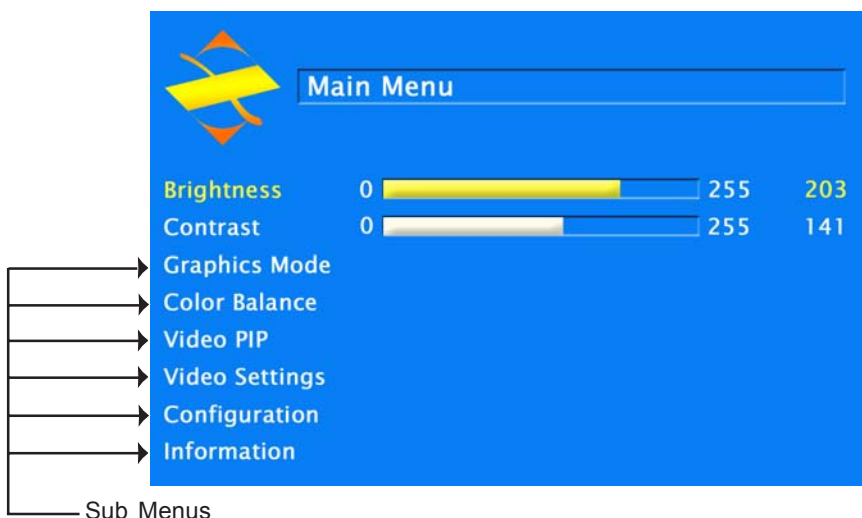 Main Menu
Brightness 0 255 203
Contrast 0 255 141
Graphics Mode
Color Balance
Video PIP
Video Settings
Configuration
Information
Sub Menus